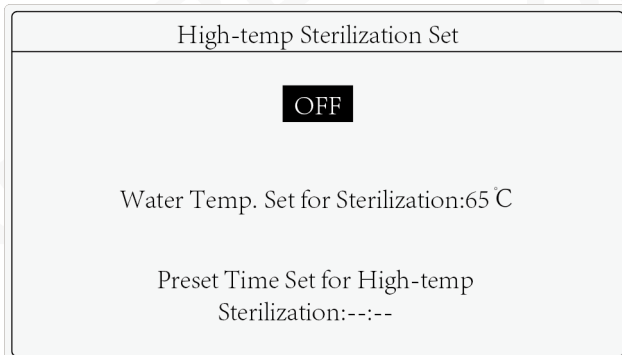 High-temp Sterilization Set
OFF
Water Temp. Set for Sterilization:65℃
Preset Time Set for High-temp
Sterilization:--:--